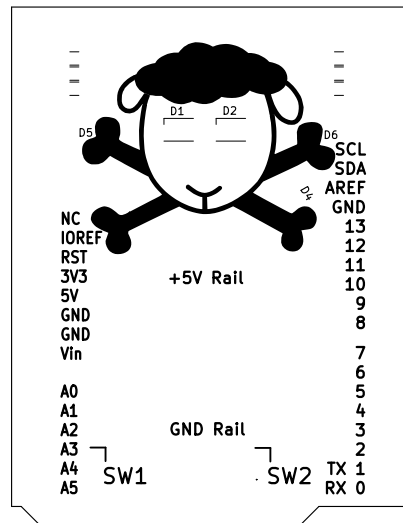 D1 D2
D5 D6
SCL
SDA
AREF
D4
GND
NC 13
IOREF 12
RST 11
3V3 +5V Rail 10
5V 9
GND 8
GND
Vin 7
6
A0 5
A1 4
A2 GND Rail 3
A3 2
A4 SW1 SW2 TX 1
A5 RX 0